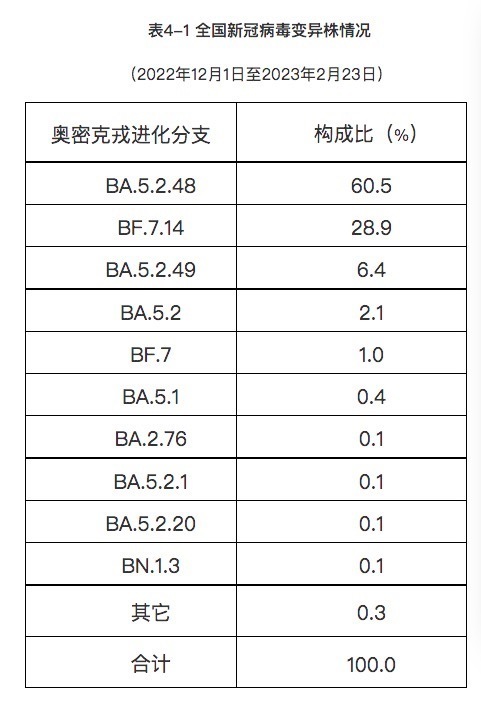 表4-1 全国新冠病毒变异株情况
（2022年12月1日至2023年2月23日）
奥密克戎进化分支 构成比（%）
BA.5.2.48 60.5
BF.7.14 28.9
BA.5.2.49 6.4
BA.5.2 2.1
BF.7 1.0
BA.5.1 0.4
BA.2.76 0.1
BA.5.2.1 0.1
BA.5.2.20 0.1
BN.1.3 0.1
其它 0.3
合计 100.0